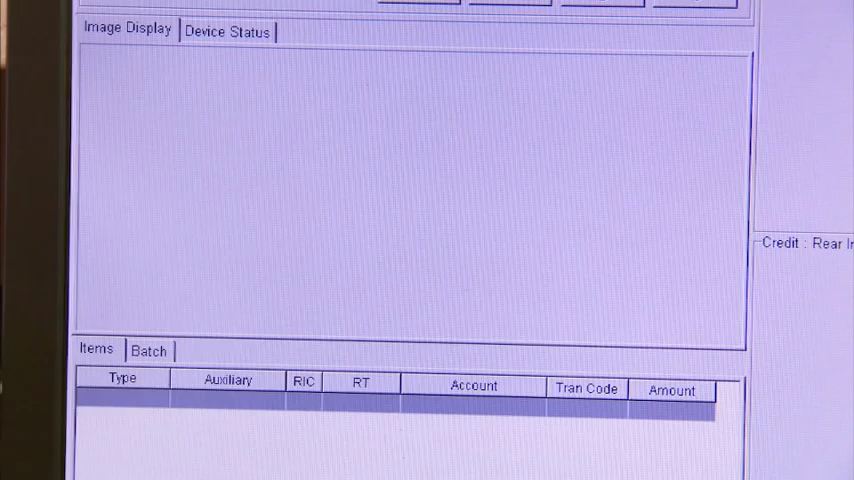 Image Display Device Status
Credit : Rear
Items Batch
Type Auxiliary RIC RT Account Tran Code Amount